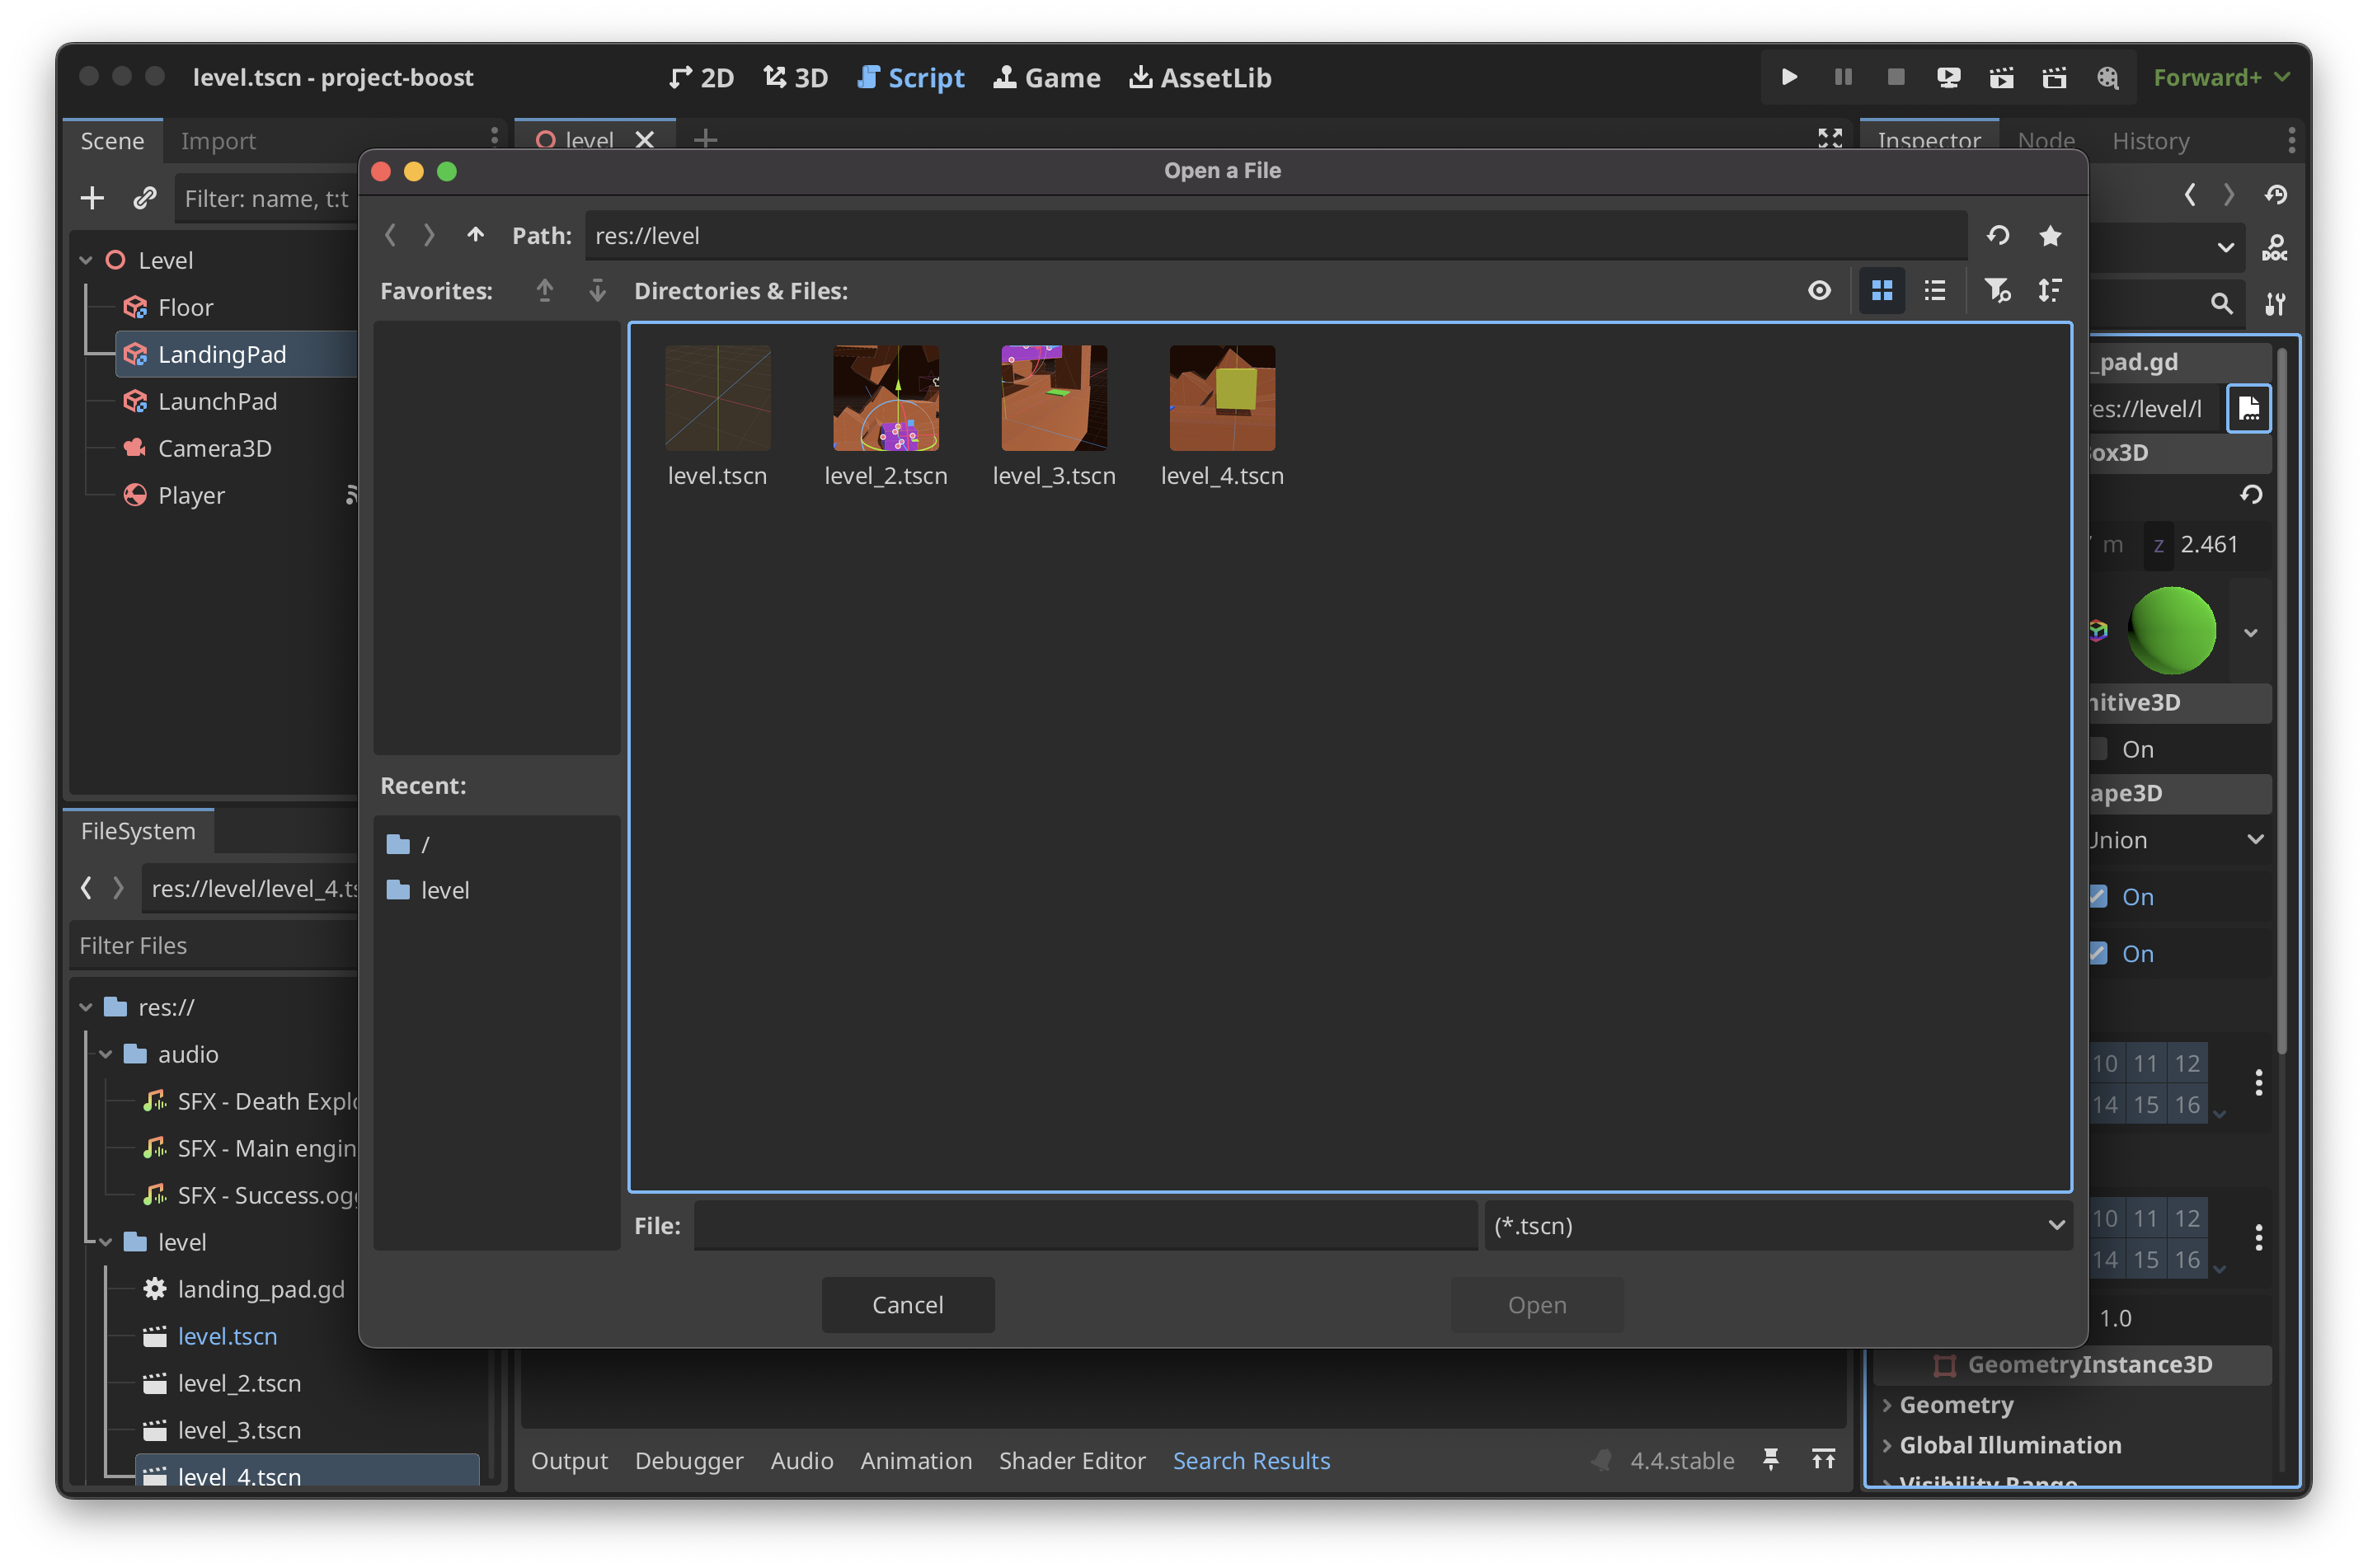 level.tscn - project-boost
2D 3D Script Game AssetLib
Forward+
Scene Import
level
Inspector Node History
Open a File
Filter: name, t:t
Path: res://level
Favorites: Directories & Files:
Level
Floor
LandingPad
LaunchPad
Camera3D
Player
level.tscn level_2.tscn level_3.tscn level_4.tscn
DOC
_pad.gd
res://level/l
ox3D
m z 2.461
nitive3D
On
ape3D
Union
On
On
Recent:
/
level
FileSystem
res://level/level_4.ts
Filter Files
res://
audio
SFX - Death Explo
SFX - Main engin
SFX - Success.ogg
level
landing_pad.gd
level.tscn
level_2.tscn
level_3.tscn
level_4.tscn
10 11 12
14 15 16
10 11 12
14 15 16
1.0
File: (*.tscn)
Cancel Open
GeometryInstance3D
Geometry
Global Illumination
Visibility Range
Output Debugger Audio Animation Shader Editor Search Results 4.4.stable